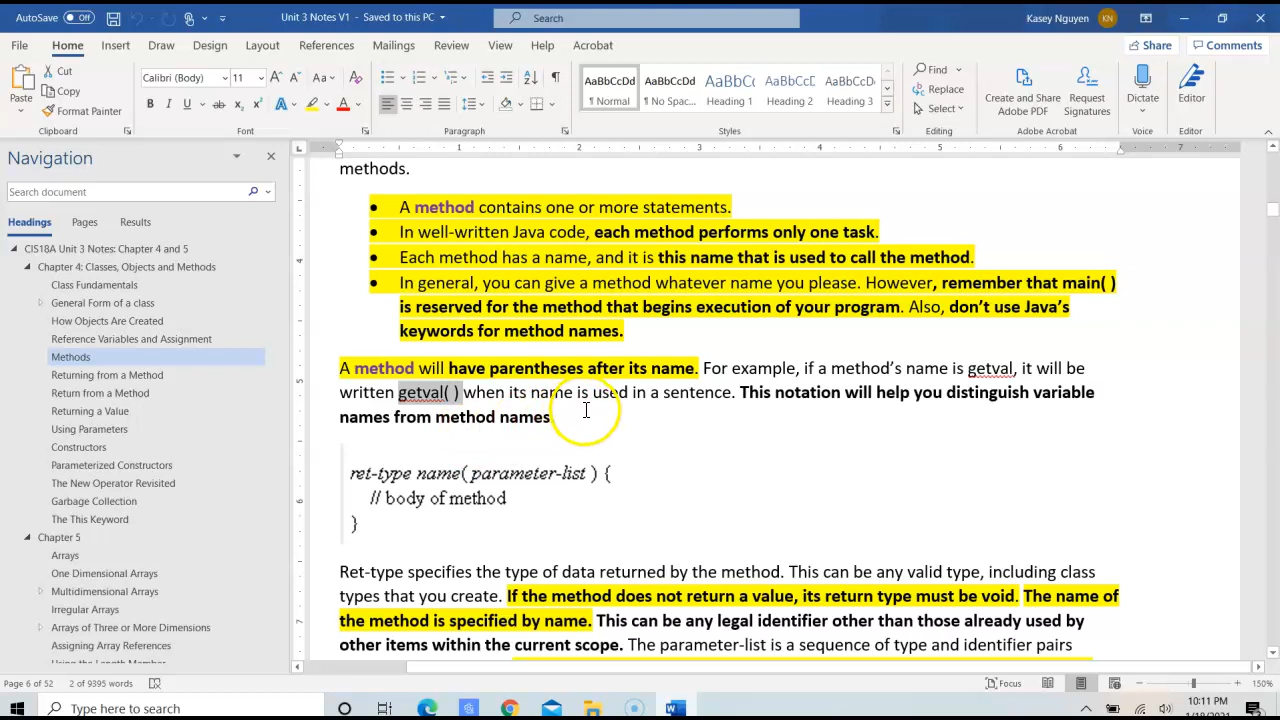 AutoSave Off Unit 3 Notes V1 - Saved to this PC Search Kasey Nguyen KN
File Home Insert Draw Design Layout References Mailings Review View Help Acrobat Share Comments
Paste Cut Copy Format Painter
Calibri (Body) 11
AaBbCcDd AaBbCcDd AaBbC AaBbCcD AaBbCcD
¶ Normal ¶ No Spac... Heading 1 Heading 2 Heading 3
Find Replace Select
Create and Share Adobe PDF Request Signatures Dictate Editor
Clipboard Font Paragraph Styles Editing Adobe Acrobat Voice Editor
Navigation
Search document
Headings Pages Results
CIS18A Unit 3 Notes: Chapter 4 and 5
Chapter 4: Classes, Objects and Methods
Class Fundamentals
General Form of a class
How Objects Are Created
Reference Variables and Assignment
Methods
Returning from a Method
Return from a Method
Returning a Value
Using Parameters
Constructors
Parameterized Constructors
The New Operator Revisited
Garbage Collection
The This Keyword
Chapter 5
Arrays
One Dimensional Arrays
Multidimensional Arrays
Irregular Arrays
Arrays of Three or More Dimensions
Assigning Array References
Using the Length Member
methods.
• A method contains one or more statements.
• In well-written Java code, each method performs only one task.
• Each method has a name, and it is this name that is used to call the method.
• In general, you can give a method whatever name you please. However, remember that main( )
is reserved for the method that begins execution of your program. Also, don’t use Java’s
keywords for method names.
A method will have parentheses after its name. For example, if a method’s name is getval, it will be
written getval( ) when its name is used in a sentence. This notation will help you distinguish variable
names from method names
ret-type name( parameter-list ) {
// body of method
}
Ret-type specifies the type of data returned by the method. This can be any valid type, including class
types that you create. If the method does not return a value, its return type must be void. The name of
the method is specified by name. This can be any legal identifier other than those already used by
other items within the current scope. The parameter-list is a sequence of type and identifier pairs
Page 6 of 52 2 of 9395 words Focus 150%
Type here to search
10:11 PM